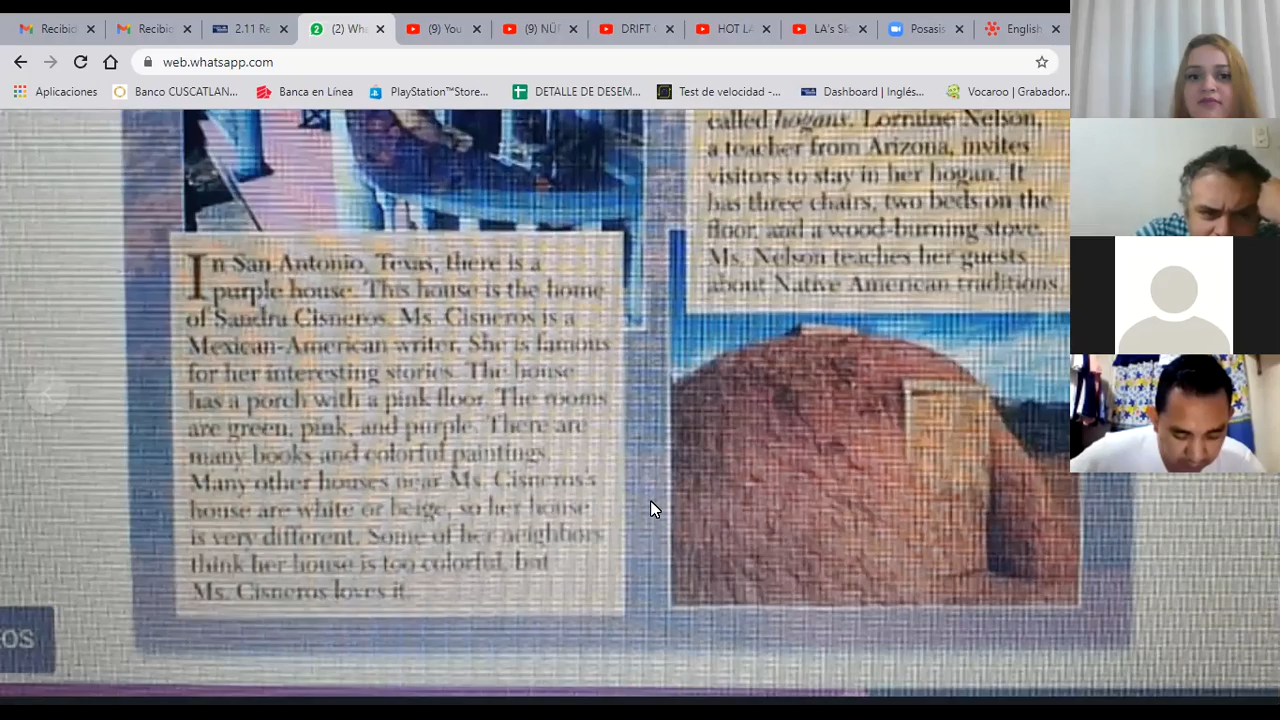 Recibic
Recibic
2.11 Re
(2) Wha
(9) You
(9) NÜF
DRIFT
HOT LA
LA's Sk
Posasis
English
web.whatsapp.com
Aplicaciones
Banco CUSCATLAN...
Banca en Línea
PlayStation™Store...
DETALLE DE DESEM...
Test de velocidad -...
Dashboard | Inglés...
Vocaroo | Grabador...
In San Antonio, Texas, there is a
purple house. This house is the home
of Sandra Cisneros. Ms. Cisneros is a
Mexican-American writer. She is famous
for her interesting stories. The house
has a porch with a pink floor. The rooms
are green, pink, and purple. There are
many books and colorful paintings.
Many other houses near Ms. Cisneros's
house are white or beige, so her house
is very different. Some of her neighbors
think her house is too colorful, but
Ms. Cisneros loves it.
called hogans. Lorraine Nelson,
a teacher from Arizona, invites
visitors to stay in her hogan. It
has three chairs, two beds on the
floor, and a wood-burning stove.
Ms. Nelson teaches her guests
about Native American traditions.